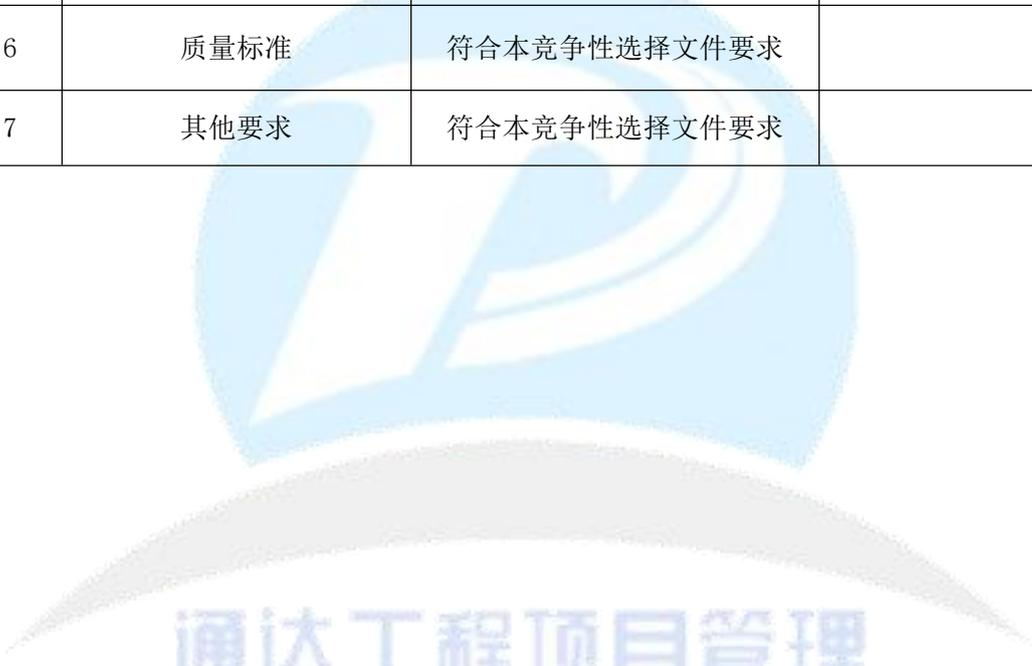 6 质量标准 符合本竞争性选择文件要求
7 其他要求 符合本竞争性选择文件要求
通达工程项目管理